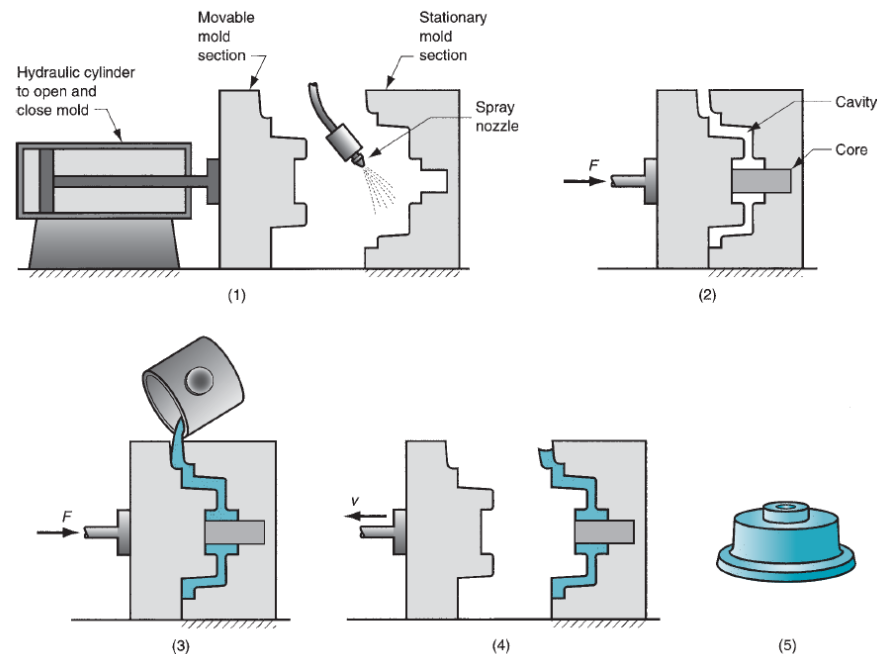 Movable
mold
section
Stationary
mold
section
Hydraulic cylinder
to open and
close mold
Spray
nozzle
Cavity
Core
F
(1)
(2)
F
v
(3)
(4)
(5)